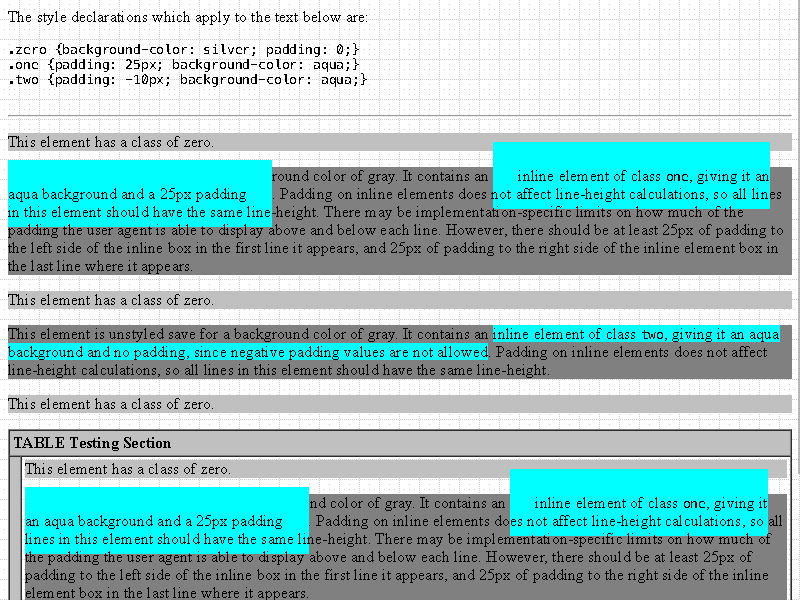 The style declarations which apply to the text below are:
.zero {background-color: silver; padding: 0;}
.one {padding: 25px; background-color: aqua;}
.two {padding: -10px; background-color: aqua;}
This element has a class of zero.
round color of gray. It contains an inline element of class one, giving it an
aqua background and a 25px padding. Padding on inline elements does not affect line-height calculations, so all lines
in this element should have the same line-height. There may be implementation-specific limits on how much of the
padding the user agent is able to display above and below each line. However, there should be at least 25px of padding to
the left side of the inline box in the first line it appears, and 25px of padding to the right side of the inline element box in
the last line where it appears.
This element has a class of zero.
This element is unstyled save for a background color of gray. It contains an inline element of class two, giving it an aqua
background and no padding, since negative padding values are not allowed. Padding on inline elements does not affect
line-height calculations, so all lines in this element should have the same line-height.
This element has a class of zero.
TABLE Testing Section
This element has a class of zero.
nd color of gray. It contains an inline element of class one, giving it
an aqua background and a 25px padding. Padding on inline elements does not affect line-height calculations, so all
lines in this element should have the same line-height. There may be implementation-specific limits on how much of
the padding the user agent is able to display above and below each line. However, there should be at least 25px of
padding to the left side of the inline box in the first line it appears, and 25px of padding to the right side of the inline
element box in the last line where it appears.